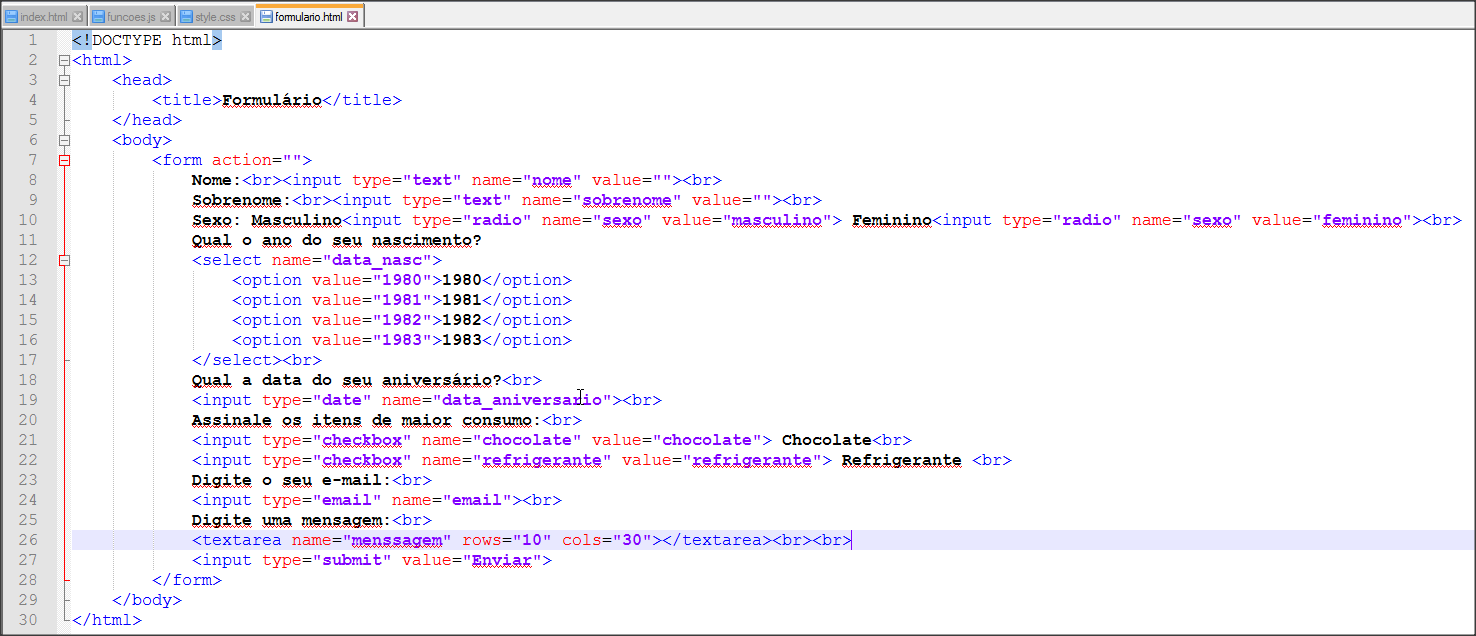 index.html funcoes.js style.css formulario.html
1 <!DOCTYPE html>
2 <html>
3 <head>
4 <title>Formulário</title>
5 </head>
6 <body>
7 <form action="">
8 Nome:<br><input type="text" name="nome" value=""><br>
9 Sobrenome:<br><input type="text" name="sobrenome" value=""><br>
10 Sexo: Masculino<input type="radio" name="sexo" value="masculino"> Feminino<input type="radio" name="sexo" value="feminino"><br>
11 Qual o ano do seu nascimento?
12 <select name="data_nasc">
13 <option value="1980">1980</option>
14 <option value="1981">1981</option>
15 <option value="1982">1982</option>
16 <option value="1983">1983</option>
17 </select><br>
18 Qual a data do seu aniversário?<br>
19 <input type="date" name="data_aniversario"><br>
20 Assinale os itens de maior consumo:<br>
21 <input type="checkbox" name="chocolate" value="chocolate"> Chocolate<br>
22 <input type="checkbox" name="refrigerante" value="refrigerante"> Refrigerante <br>
23 Digite o seu e-mail:<br>
24 <input type="email" name="email"><br>
25 Digite uma mensagem:<br>
26 <textarea name="menssagem" rows="10" cols="30"></textarea><br><br>
27 <input type="submit" value="Enviar">
28 </form>
29 </body>
30 </html>